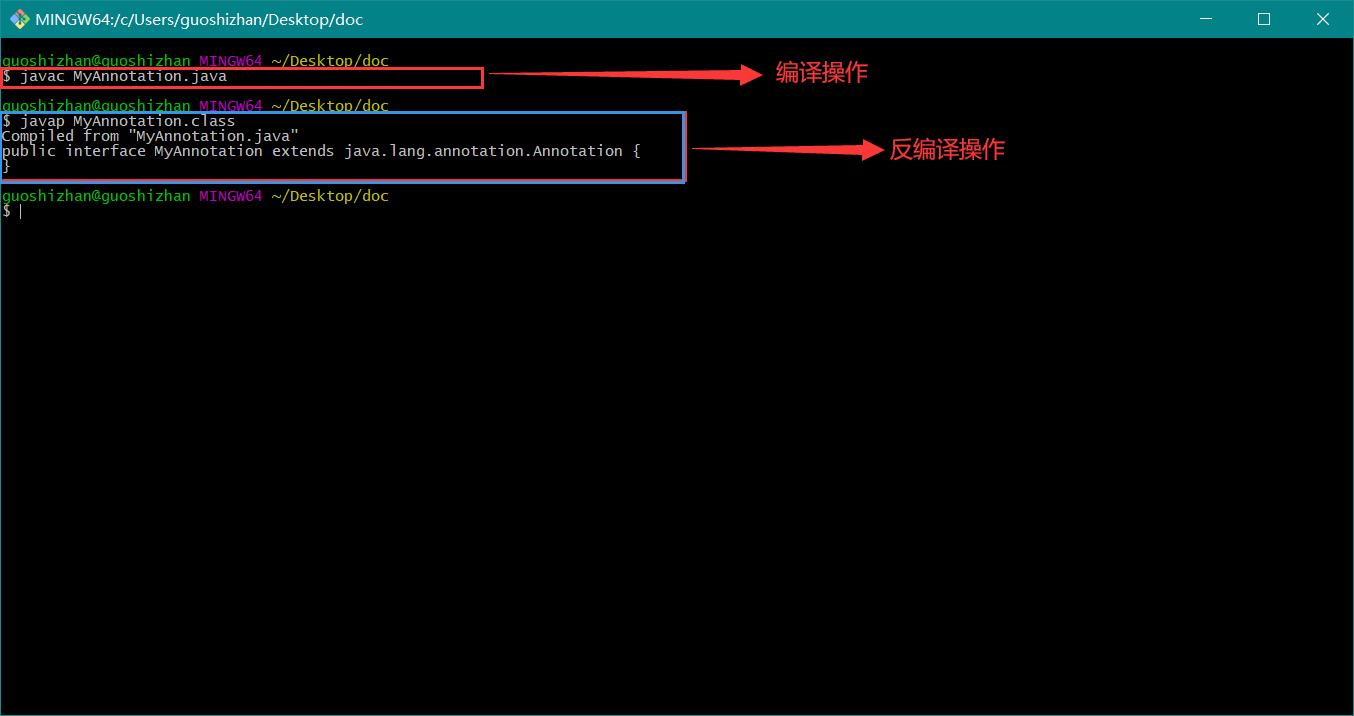 MINGW64:/c/Users/guoshizhan/Desktop/doc
guoshizhan@guoshizhan MINGW64 ~/Desktop/doc
$ javac MyAnnotation.java
编译操作
guoshizhan@guoshizhan MINGW64 ~/Desktop/doc
$ javap MyAnnotation.class
Compiled from "MyAnnotation.java"
public interface MyAnnotation extends java.lang.annotation.Annotation {
}
反编译操作
guoshizhan@guoshizhan MINGW64 ~/Desktop/doc
$